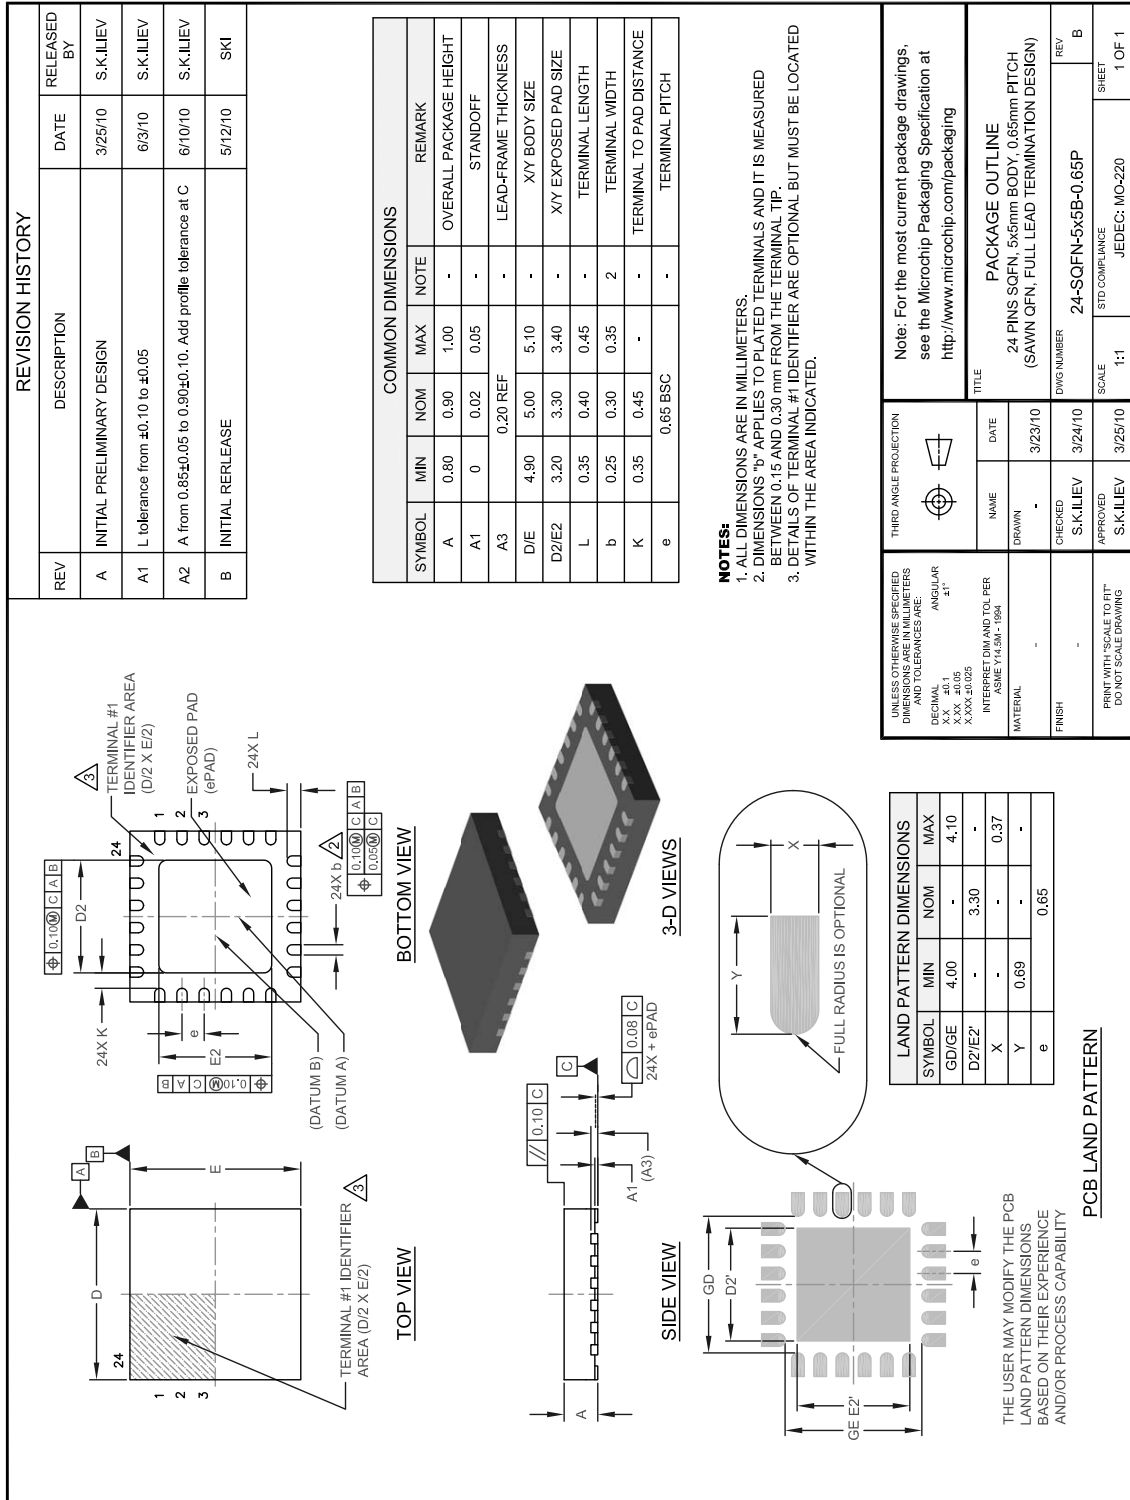 REVISION HISTORY
REV DESCRIPTION DATE RELEASED BY
A INITIAL PRELIMINARY DESIGN 3/25/10 S.K.ILIEV
A1 L tolerance from ±0.10 to ±0.05 6/3/10 S.K.ILIEV
A2 A from 0.85±0.05 to 0.90±0.10. Add profile tolerance at C 6/10/10 S.K.ILIEV
B INITIAL RERLEASE 5/12/10 SKI
D
A
B
24
1
2
3
E
TERMINAL #1 IDENTIFIER
AREA (D/2 X E/2)
3
TOP VIEW
⌖ 0.10Ⓜ C A B
D2
24X K
24
1
2
3
3
TERMINAL #1
IDENTIFIER AREA
(D/2 X E/2)
EXPOSED PAD
(ePAD)
24X L
e
E2
⌖ 0.10Ⓜ C A B
(DATUM B)
(DATUM A)
24X b 2
⌖ 0.10Ⓜ C A B
0.05Ⓜ C
BOTTOM VIEW
COMMON DIMENSIONS
SYMBOL MIN NOM MAX NOTE REMARK
A 0.80 0.90 1.00 - OVERALL PACKAGE HEIGHT
A1 0 0.02 0.05 - STANDOFF
A3 0.20 REF - LEAD-FRAME THICKNESS
D/E 4.90 5.00 5.10 - X/Y BODY SIZE
D2/E2 3.20 3.30 3.40 - X/Y EXPOSED PAD SIZE
L 0.35 0.40 0.45 - TERMINAL LENGTH
b 0.25 0.30 0.35 2 TERMINAL WIDTH
K 0.35 0.45 - - TERMINAL TO PAD DISTANCE
e 0.65 BSC - TERMINAL PITCH
A
// 0.10 C
C
A1
(A3)
⌓ 0.08 C
24X + ePAD
SIDE VIEW
3-D VIEWS
NOTES:
1. ALL DIMENSIONS ARE IN MILLIMETERS.
2. DIMENSIONS "b" APPLIES TO PLATED TERMINALS AND IT IS MEASURED
BETWEEN 0.15 AND 0.30 mm FROM THE TERMINAL TIP.
3. DETAILS OF TERMINAL #1 IDENTIFIER ARE OPTIONAL BUT MUST BE LOCATED
WITHIN THE AREA INDICATED.
GD
D2'
GE
E2'
e
Y
X
FULL RADIUS IS OPTIONAL
THE USER MAY MODIFY THE PCB
LAND PATTERN DIMENSIONS
BASED ON THEIR EXPERIENCE
AND/OR PROCESS CAPABILITY
LAND PATTERN DIMENSIONS
SYMBOL MIN NOM MAX
GD/GE 4.00 - 4.10
D2'/E2' - 3.30 -
X - - 0.37
Y 0.69 - -
e 0.65
PCB LAND PATTERN
UNLESS OTHERWISE SPECIFIED
DIMENSIONS ARE IN MILLIMETERS
AND TOLERANCES ARE:
DECIMAL ANGULAR
X.X ±0.1 ±1°
X.XX ±0.05
X.XXX ±0.025
INTERPRET DIM AND TOL PER
ASME Y14.5M - 1994
MATERIAL
-
FINISH
-
PRINT WITH "SCALE TO FIT"
DO NOT SCALE DRAWING
THIRD ANGLE PROJECTION
NAME DATE
DRAWN
- 3/23/10
CHECKED
S.K.ILIEV 3/24/10
APPROVED
S.K.ILIEV 3/25/10
Note: For the most current package drawings,
see the Microchip Packaging Specification at
http://www.microchip.com/packaging
TITLE
PACKAGE OUTLINE
24 PINS SQFN, 5x5mm BODY, 0.65mm PITCH
(SAWN QFN, FULL LEAD TERMINATION DESIGN)
DWG NUMBER
24-SQFN-5x5B-0.65P
REV
B
SCALE
1:1
STD COMPLIANCE
JEDEC: MO-220
SHEET
1 OF 1